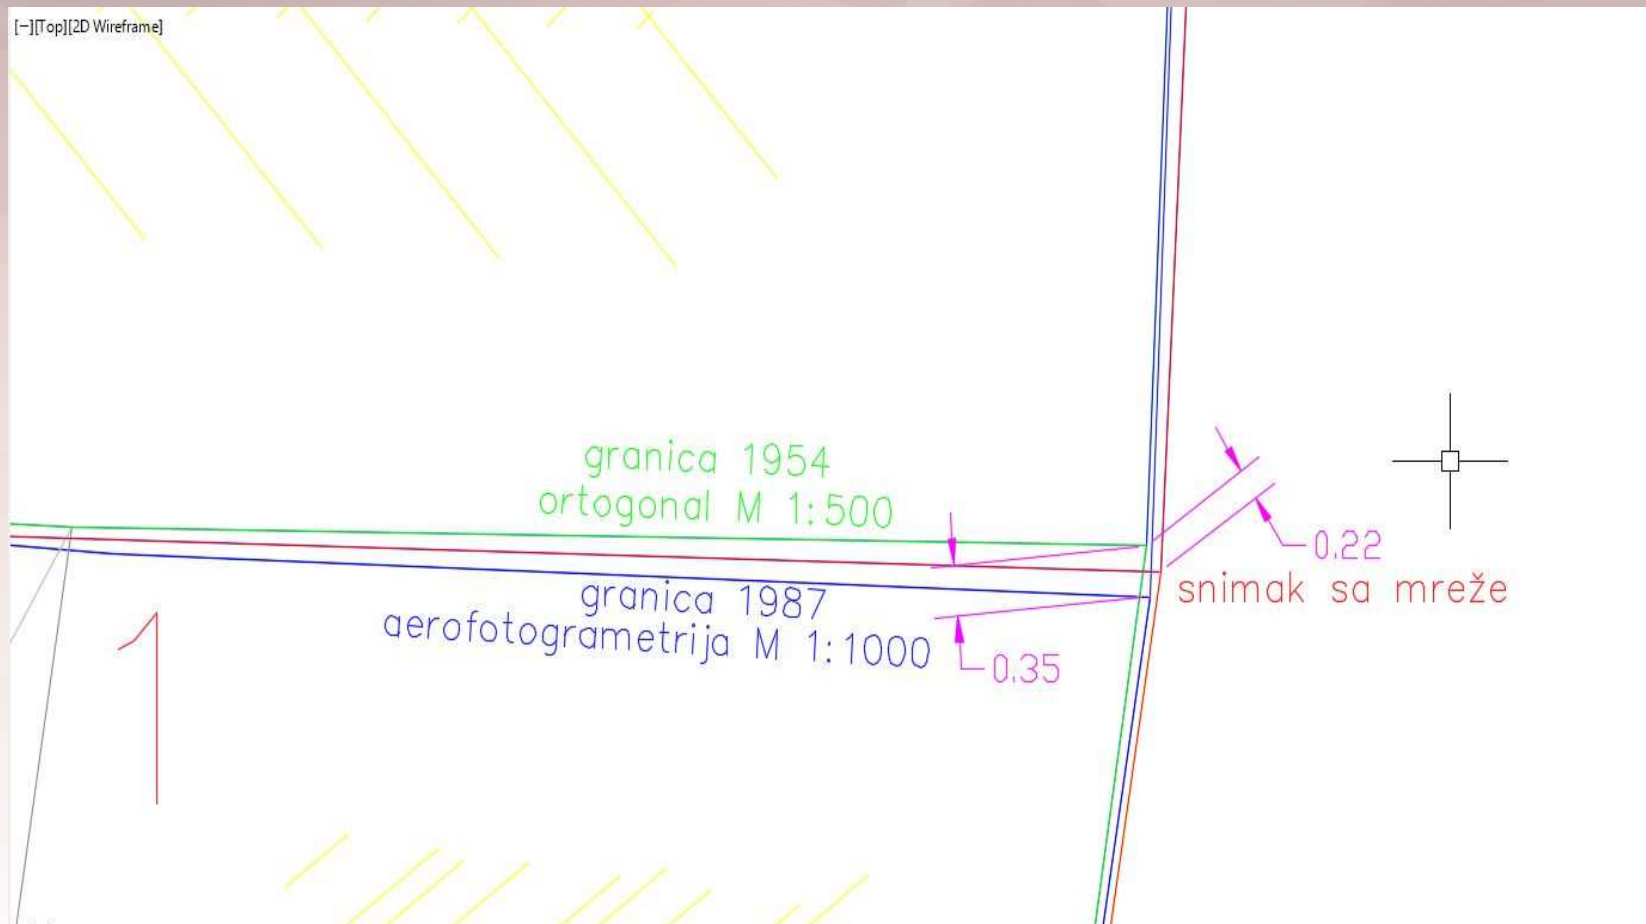 [−][Top][2D Wireframe]
granica 1954
ortogonal M 1:500
0.22
snimak sa mreže
granica 1987
aerofotogrametrija M 1:1000
0.35
1